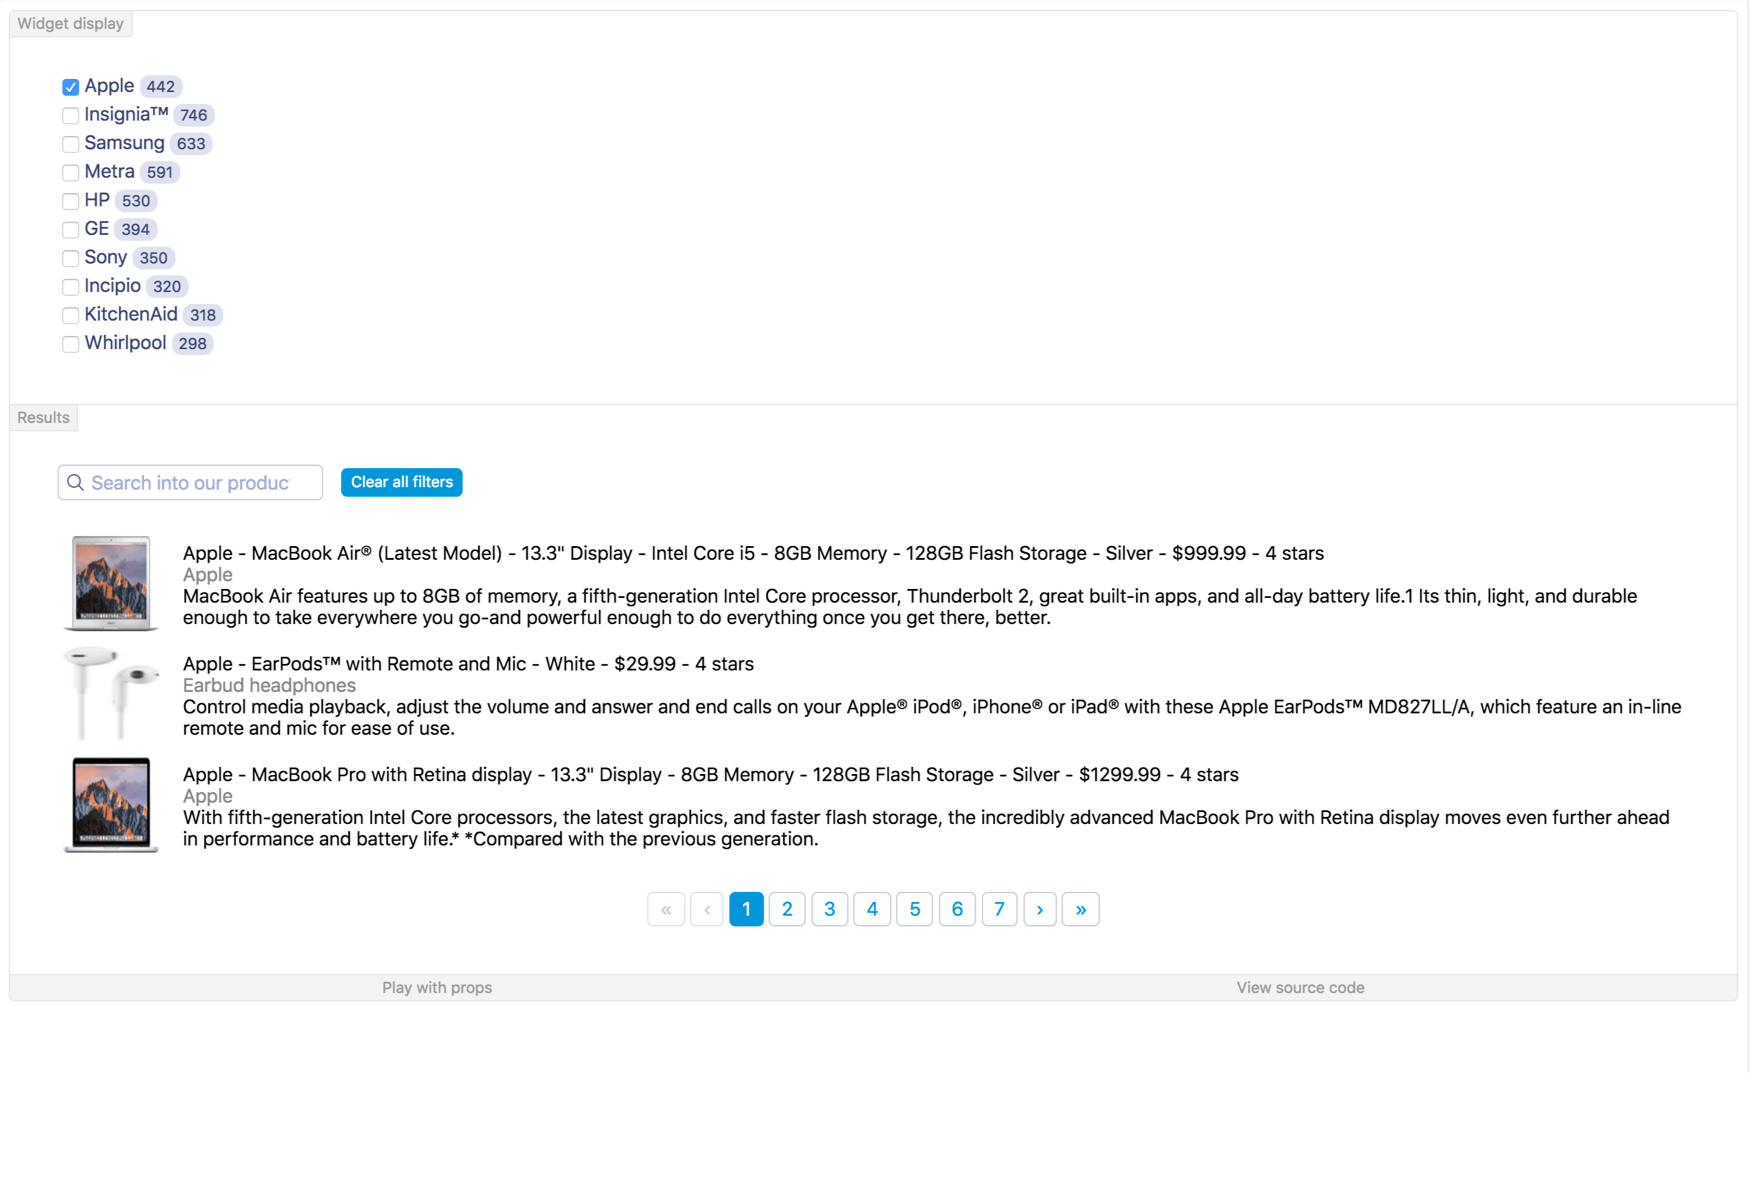 Widget display
Apple 442
Insignia™ 746
Samsung 633
Metra 591
HP 530
GE 394
Sony 350
Incipio 320
KitchenAid 318
Whirlpool 298
Results
Search into our produc
Clear all filters
Apple - MacBook Air® (Latest Model) - 13.3" Display - Intel Core i5 - 8GB Memory - 128GB Flash Storage - Silver - $999.99 - 4 stars
Apple
MacBook Air features up to 8GB of memory, a fifth-generation Intel Core processor, Thunderbolt 2, great built-in apps, and all-day battery life.1 Its thin, light, and durable
enough to take everywhere you go-and powerful enough to do everything once you get there, better.
Apple - EarPods™ with Remote and Mic - White - $29.99 - 4 stars
Earbud headphones
Control media playback, adjust the volume and answer and end calls on your Apple® iPod®, iPhone® or iPad® with these Apple EarPods™ MD827LL/A, which feature an in-line
remote and mic for ease of use.
Apple - MacBook Pro with Retina display - 13.3" Display - 8GB Memory - 128GB Flash Storage - Silver - $1299.99 - 4 stars
Apple
With fifth-generation Intel Core processors, the latest graphics, and faster flash storage, the incredibly advanced MacBook Pro with Retina display moves even further ahead
in performance and battery life.* *Compared with the previous generation.
« ‹ 1 2 3 4 5 6 7 › »
Play with props View source code